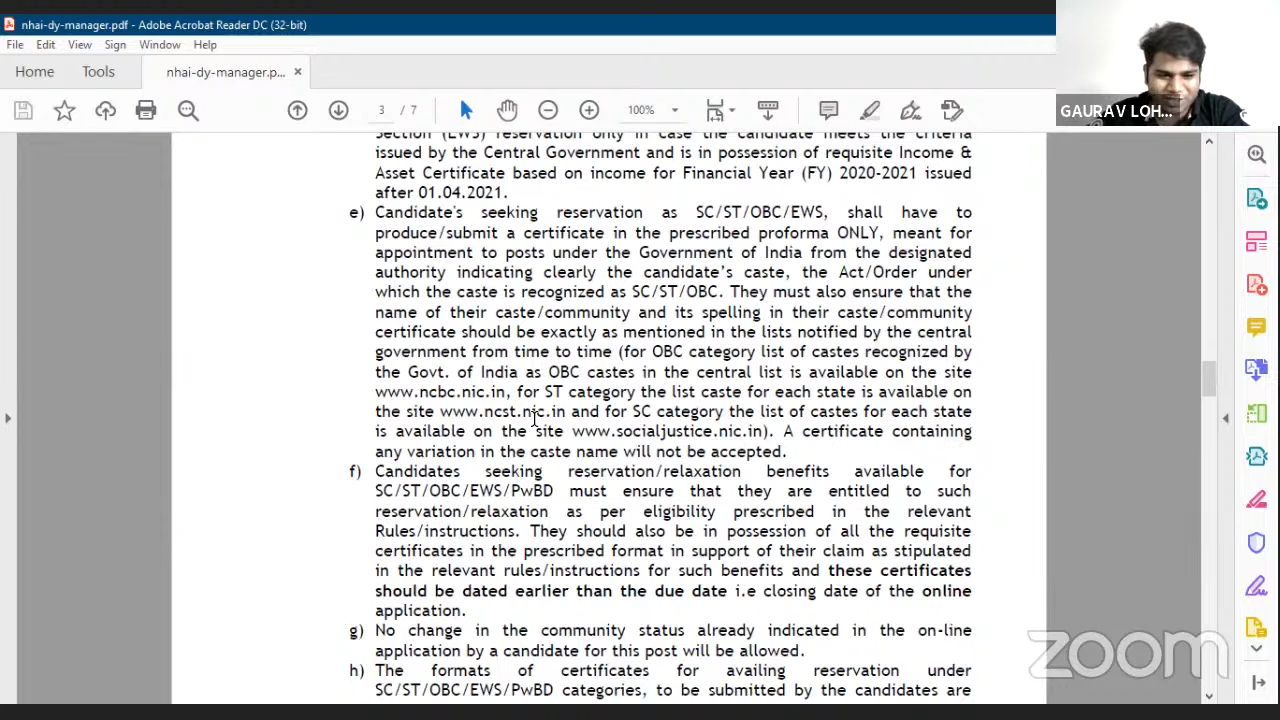 nhai-dy-manager.pdf - Adobe Acrobat Reader DC (32-bit)
File Edit View Sign Window Help
Home Tools nhai-dy-manager.p... ×
3 / 7 100%
GAURAV LOH...
Section (EWS) reservation only in case the candidate meets the criteria
issued by the Central Government and is in possession of requisite Income &
Asset Certificate based on income for Financial Year (FY) 2020-2021 issued
after 01.04.2021.
e) Candidate's seeking reservation as SC/ST/OBC/EWS, shall have to
produce/submit a certificate in the prescribed proforma ONLY, meant for
appointment to posts under the Government of India from the designated
authority indicating clearly the candidate's caste, the Act/Order under
which the caste is recognized as SC/ST/OBC. They must also ensure that the
name of their caste/community and its spelling in their caste/community
certificate should be exactly as mentioned in the lists notified by the central
government from time to time (for OBC category list of castes recognized by
the Govt. of India as OBC castes in the central list is available on the site
www.ncbc.nic.in, for ST category the list caste for each state is available on
the site www.ncst.nic.in and for SC category the list of castes for each state
is available on the site www.socialjustice.nic.in). A certificate containing
any variation in the caste name will not be accepted.
f) Candidates seeking reservation/relaxation benefits available for
SC/ST/OBC/EWS/PwBD must ensure that they are entitled to such
reservation/relaxation as per eligibility prescribed in the relevant
Rules/instructions. They should also be in possession of all the requisite
certificates in the prescribed format in support of their claim as stipulated
in the relevant rules/instructions for such benefits and these certificates
should be dated earlier than the due date i.e closing date of the online
application.
g) No change in the community status already indicated in the on-line
application by a candidate for this post will be allowed.
h) The formats of certificates for availing reservation under
SC/ST/OBC/EWS/PwBD categories, to be submitted by the candidates are
zoom